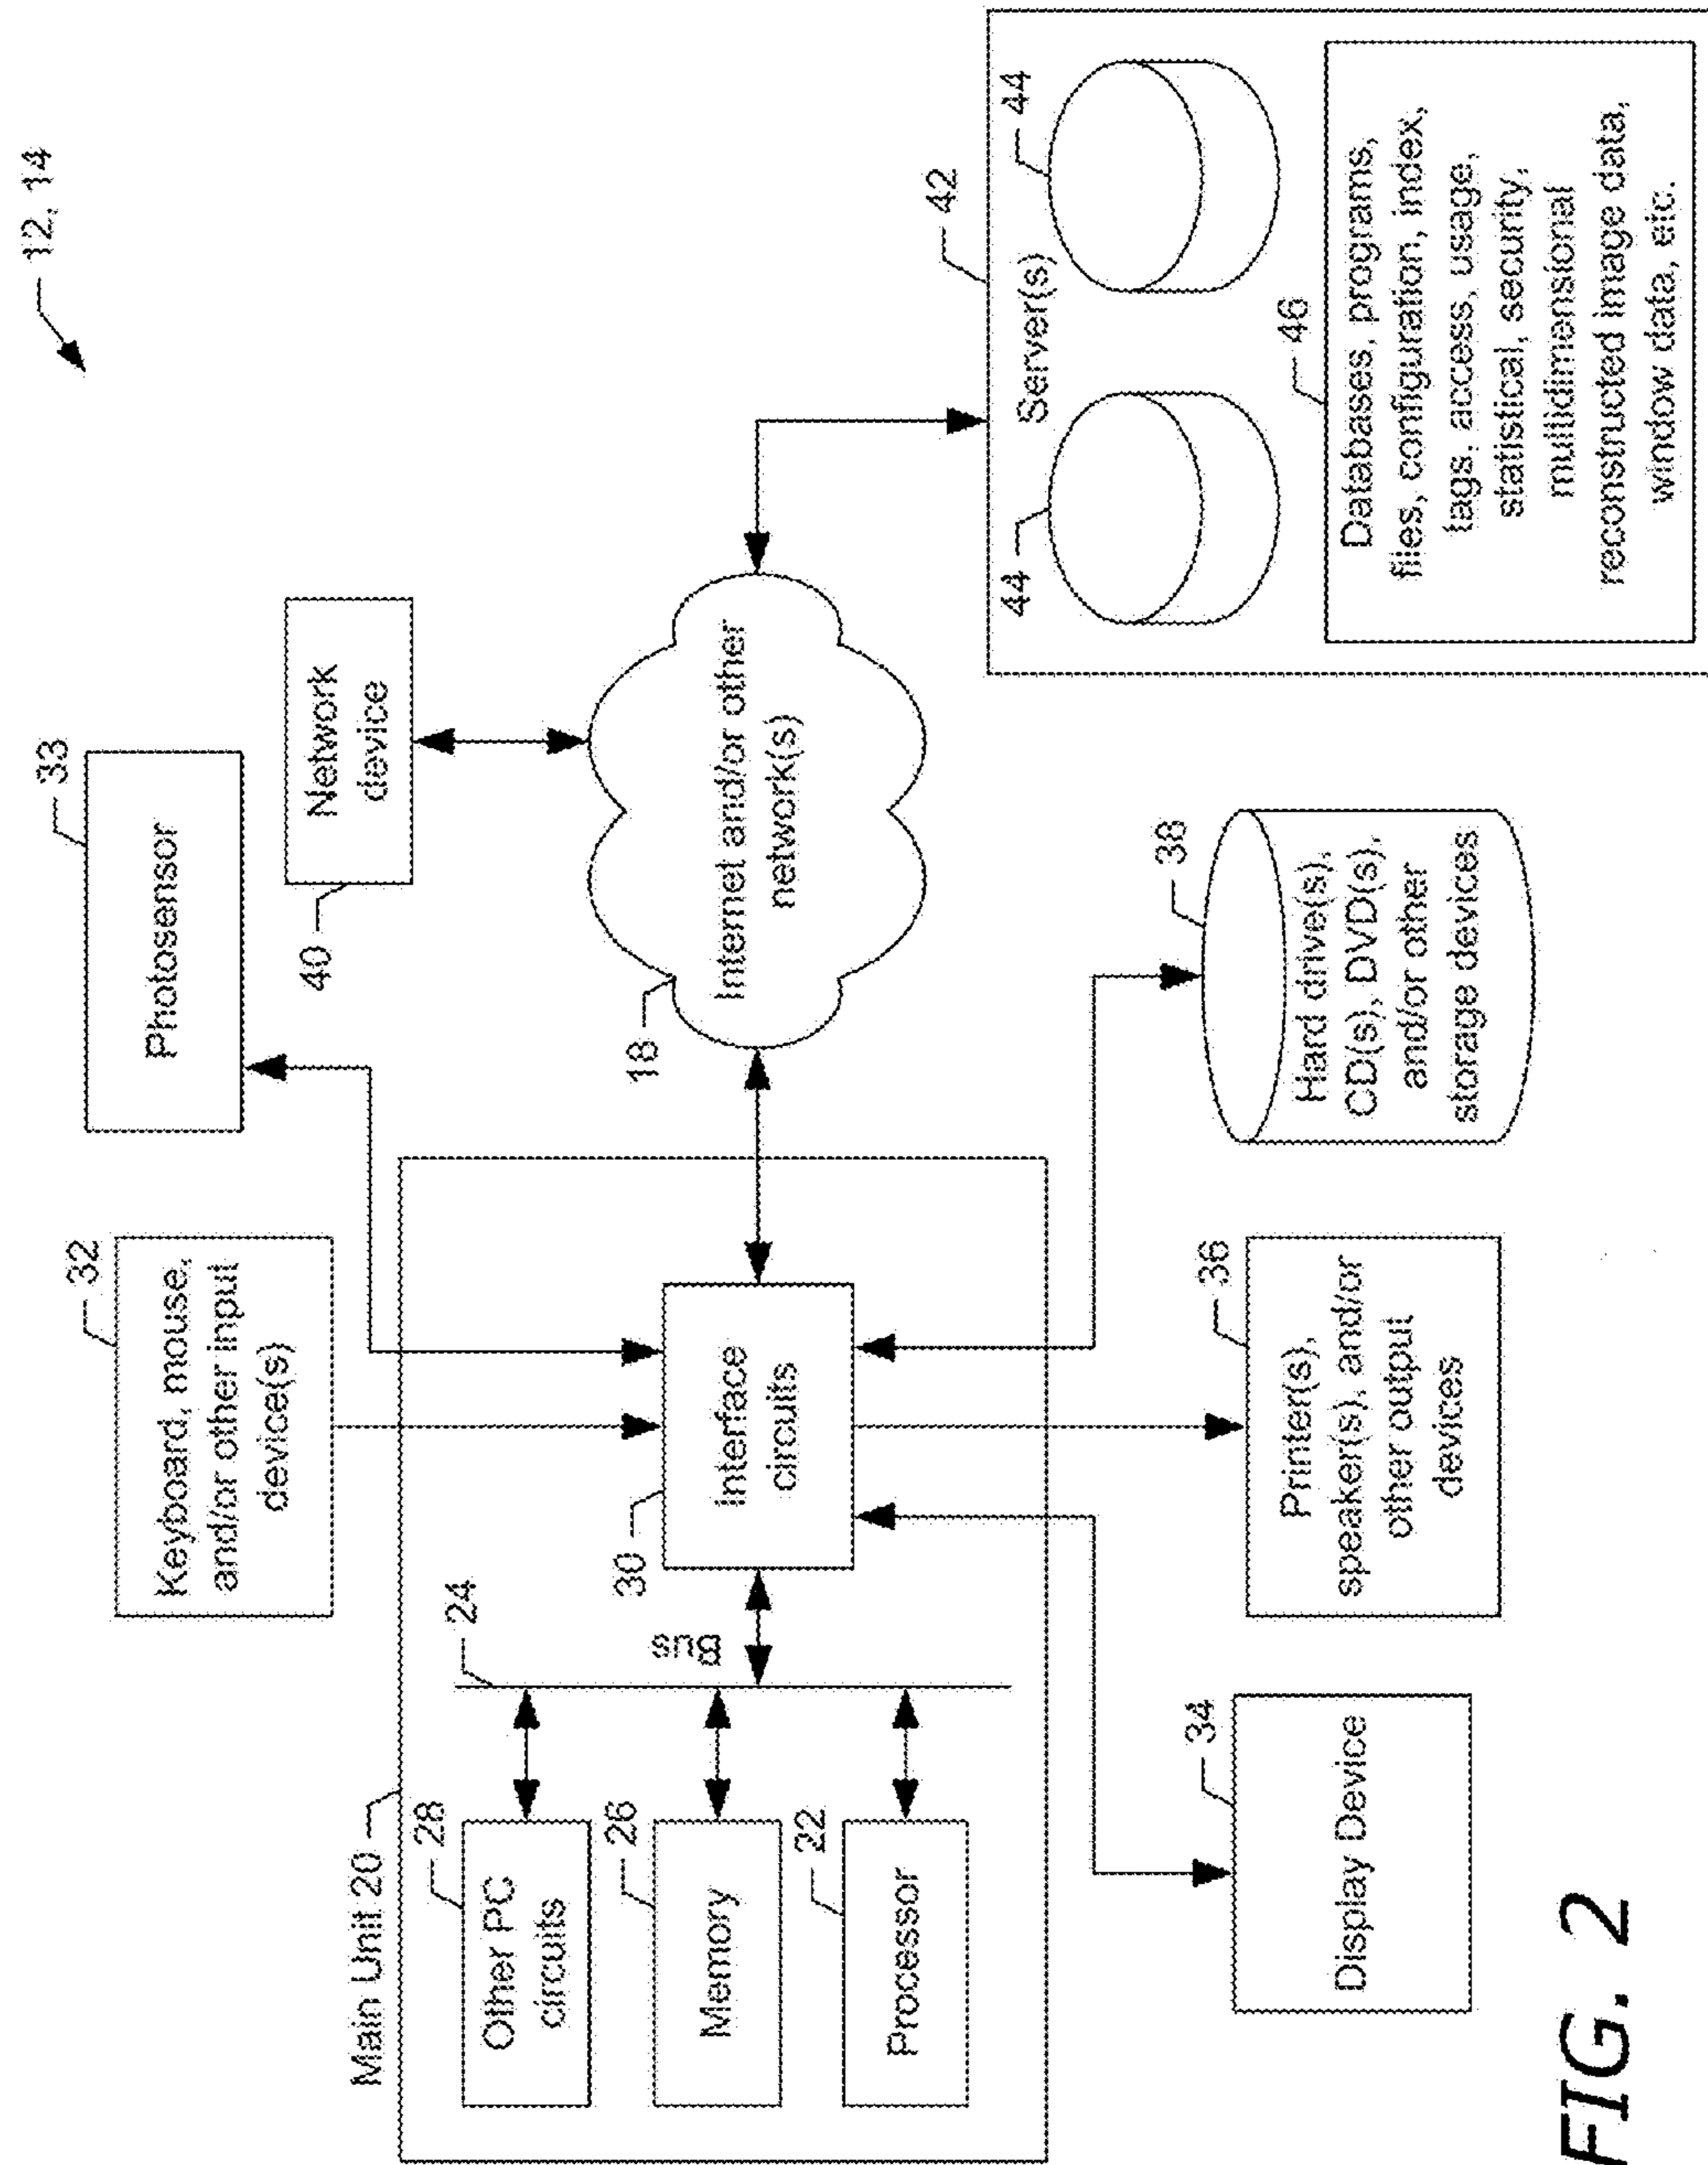 12, 14
32
Keyboard, mouse,
and/or other input
device(s)
33
Photosensor
40
Network
device
Main Unit 20
28
Other PC
circuits
26
Memory
22
Processor
24
Bus
30
Interface
circuits
18
Internet and/or other
network(s)
42
Server(s)
44
44
46
Databases, programs,
files, configuration, index,
tags, access, usage,
statistical, security,
multidimensional
reconstructed image data,
window data, etc.
34
Display Device
36
Printer(s),
speaker(s), and/or
other output
devices
38
Hard drive(s),
CD(s), DVD(s),
and/or other
storage devices
FIG. 2